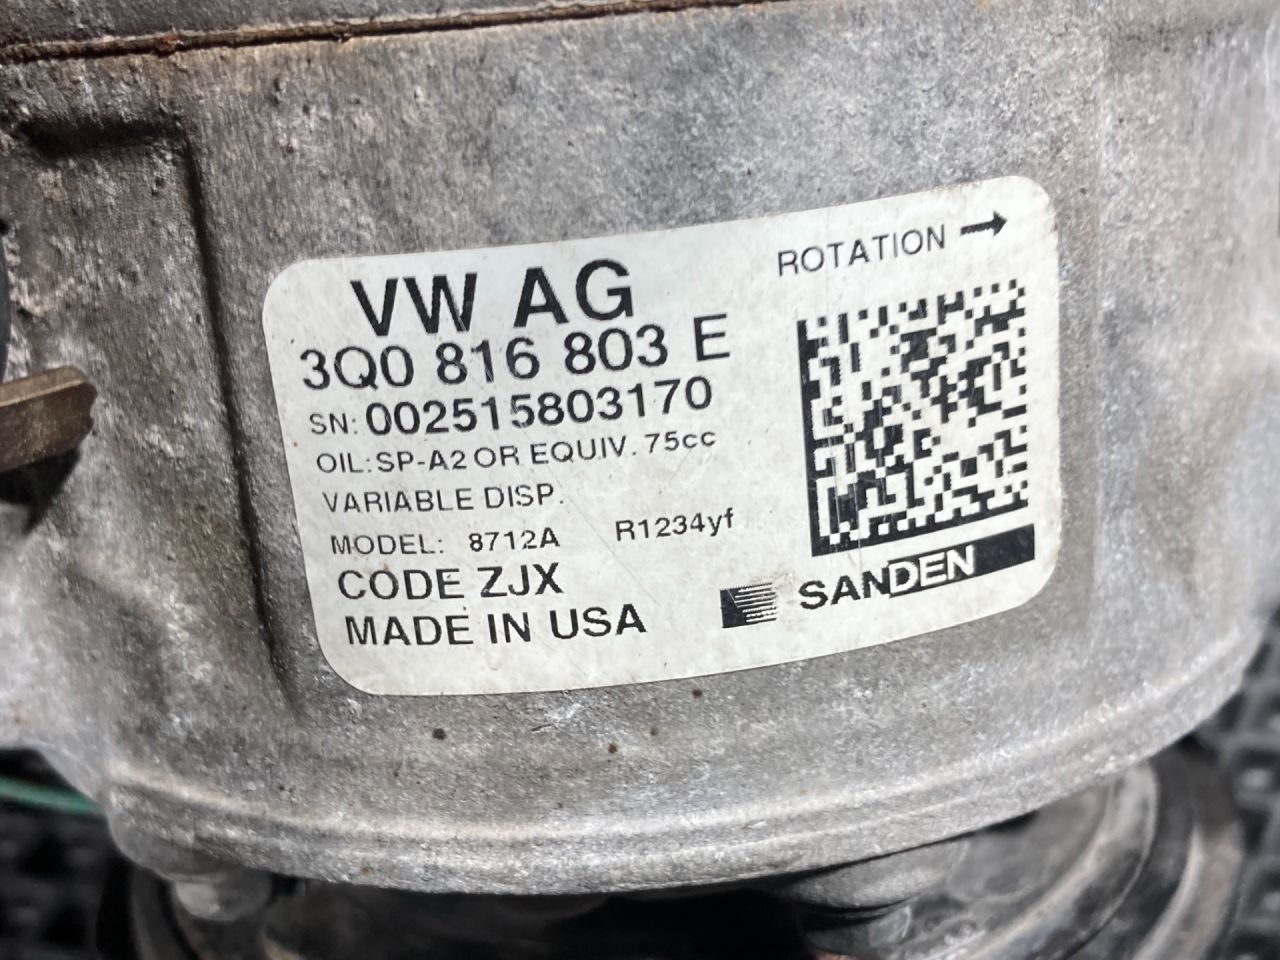 VW AG
ROTATION →
3Q0 816 803 E
SN: 002515803170
OIL: SP-A2 OR EQUIV. 75cc
VARIABLE DISP.
MODEL: 8712A R1234yf
CODE ZJX
MADE IN USA
SANDEN